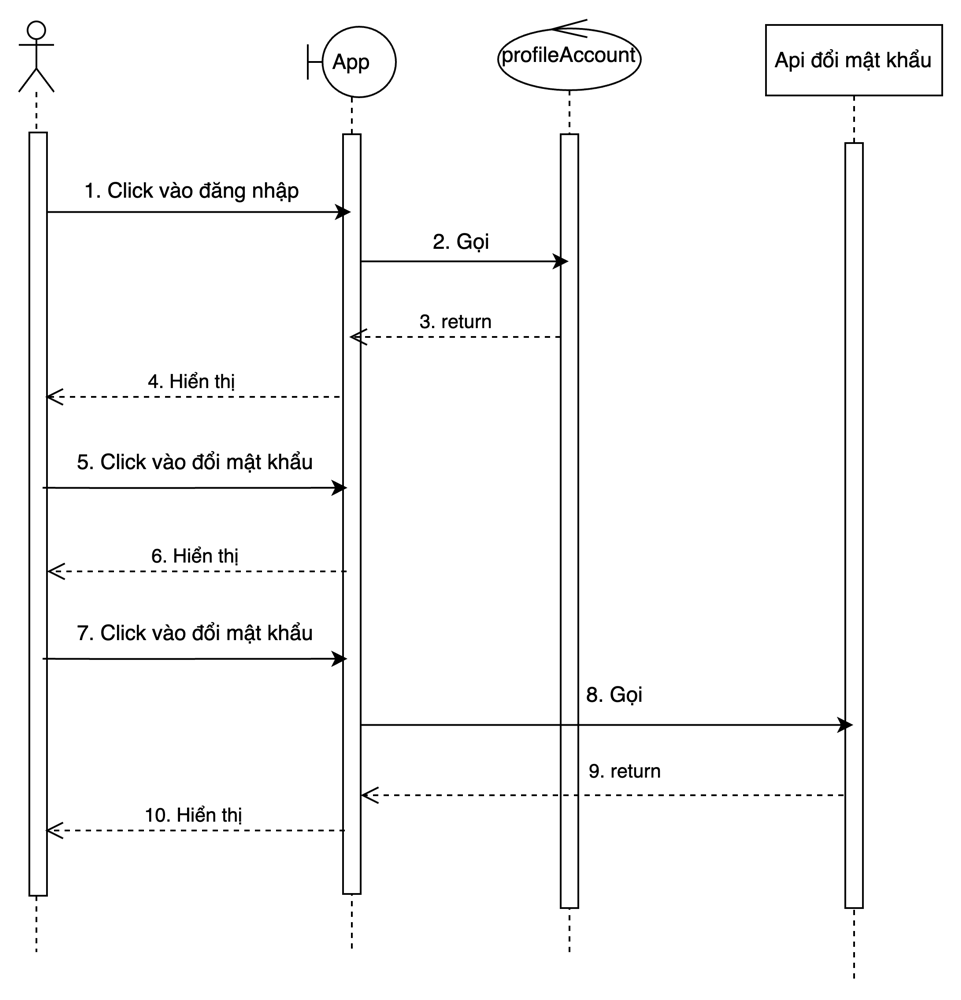 App
profileAccount
Api đổi mật khẩu
1. Click vào đăng nhập
2. Gọi
3. return
4. Hiển thị
5. Click vào đổi mật khẩu
6. Hiển thị
7. Click vào đổi mật khẩu
8. Gọi
9. return
10. Hiển thị